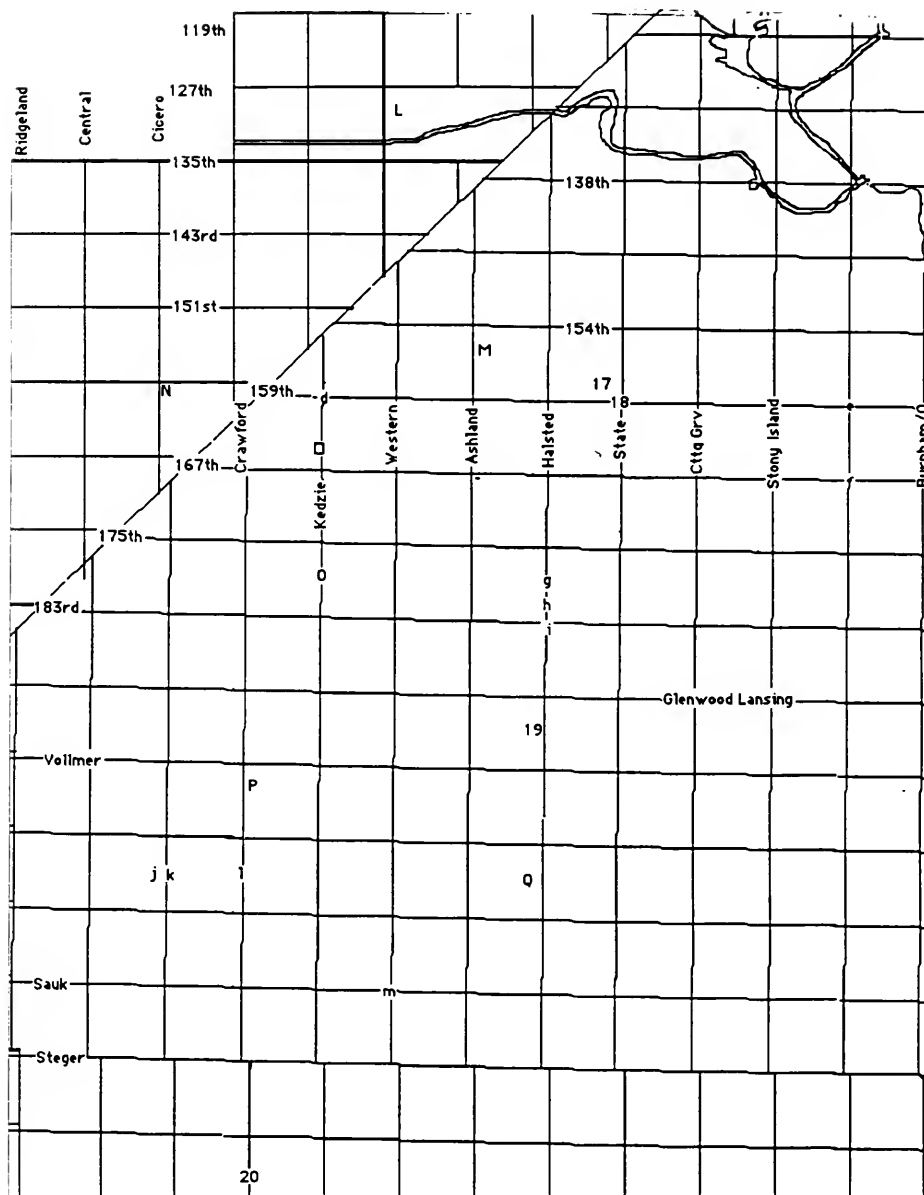 119th
127th
Ridgeland
Central
Cicero
L
135th
138th
143rd
151st
154th
M
N
17
159th
d
18
Crawford
Kedzie
Western
Ashland
Halsted
State
Cttg Grv
Stony Island
167th
175th
O
g
h
i
183rd
Glenwood Lansing
19
Vollmer
P
j k
l
Q
Sauk
m
Steger
20